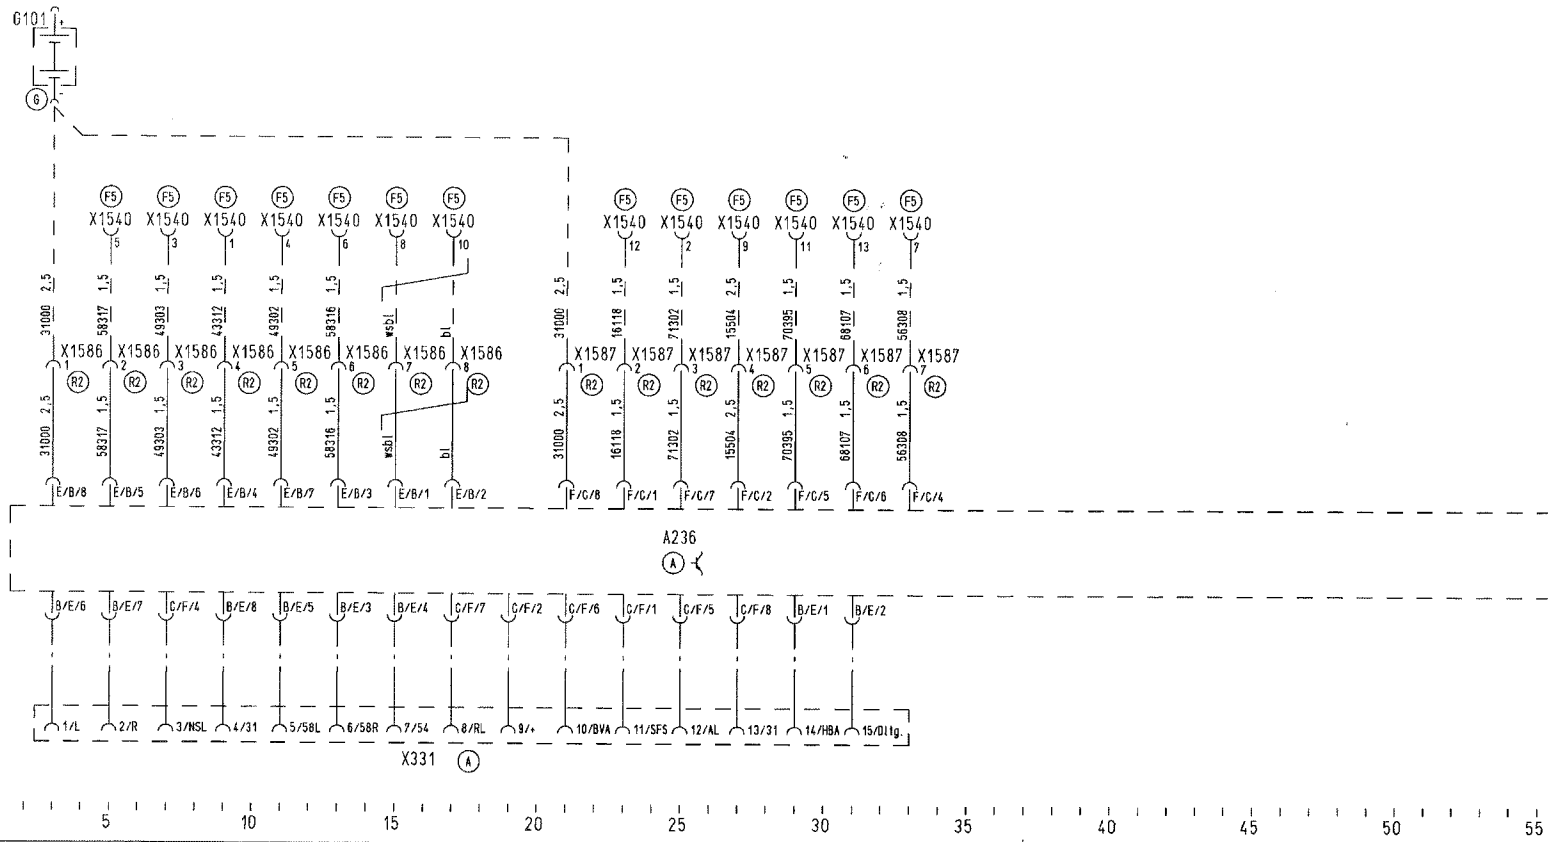 G101 +
G -
F5 F5 F5 F5 F5 F5 F5 F5 F5 F5 F5 F5 F5
X1540 X1540 X1540 X1540 X1540 X1540 X1540 X1540 X1540 X1540 X1540 X1540 X1540
5 3 1 4 6 8 10 12 2 9 11 13 7
2,5 1,5 1,5 1,5 1,5 1,5 2,5 1,5 1,5 2,5 1,5 1,5 1,5
31000 58317 49303 43312 49302 58316 wsbl bl 31000 16118 71302 15504 70395 68107 56308
X1586 X1586 X1586 X1586 X1586 X1586 X1586 X1586 X1587 X1587 X1587 X1587 X1587 X1587 X1587
1 2 3 4 5 6 7 8 1 2 3 4 5 6 7
R2 R2 R2 R2 R2 R2 R2 R2 R2 R2 R2 R2 R2 R2 R2
2,5 1,5 1,5 1,5 1,5 1,5 2,5 1,5 1,5 2,5 1,5 1,5 1,5
31000 58317 49303 43312 49302 58316 wsbl bl 31000 16118 71302 15504 70395 68107 56308
E/B/8 E/B/5 E/B/6 E/B/4 E/B/7 E/B/3 E/B/1 E/B/2 F/C/8 F/C/1 F/C/7 F/C/2 F/C/5 F/C/6 F/C/4
A236
A
B/E/6 B/E/7 C/F/4 B/E/8 B/E/5 B/E/3 B/E/4 C/F/7 C/F/2 C/F/6 C/F/1 C/F/5 C/F/8 B/E/1 B/E/2
1/L 2/R 3/NSL 4/31 5/58L 6/58R 7/54 8/RL 9/+ 10/BVA 11/SFS 12/AL 13/31 14/HBA 15/Dltg.
X331 A
5 10 15 20 25 30 35 40 45 50 55